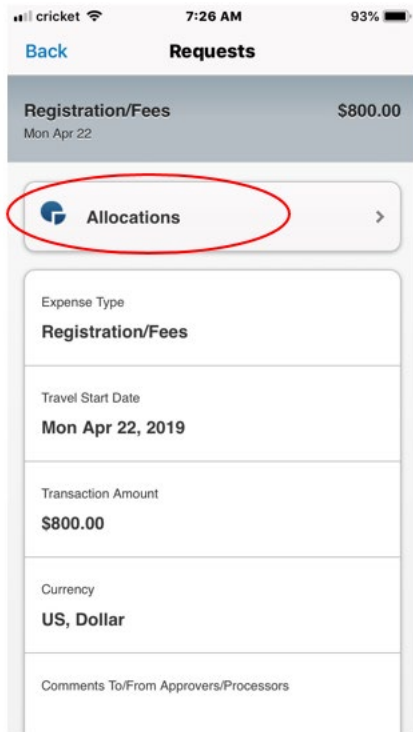 cricket 7:26 AM 93%
Back Requests
Registration/Fees $800.00
Mon Apr 22
Allocations
Expense Type
Registration/Fees
Travel Start Date
Mon Apr 22, 2019
Transaction Amount
$800.00
Currency
US, Dollar
Comments To/From Approvers/Processors